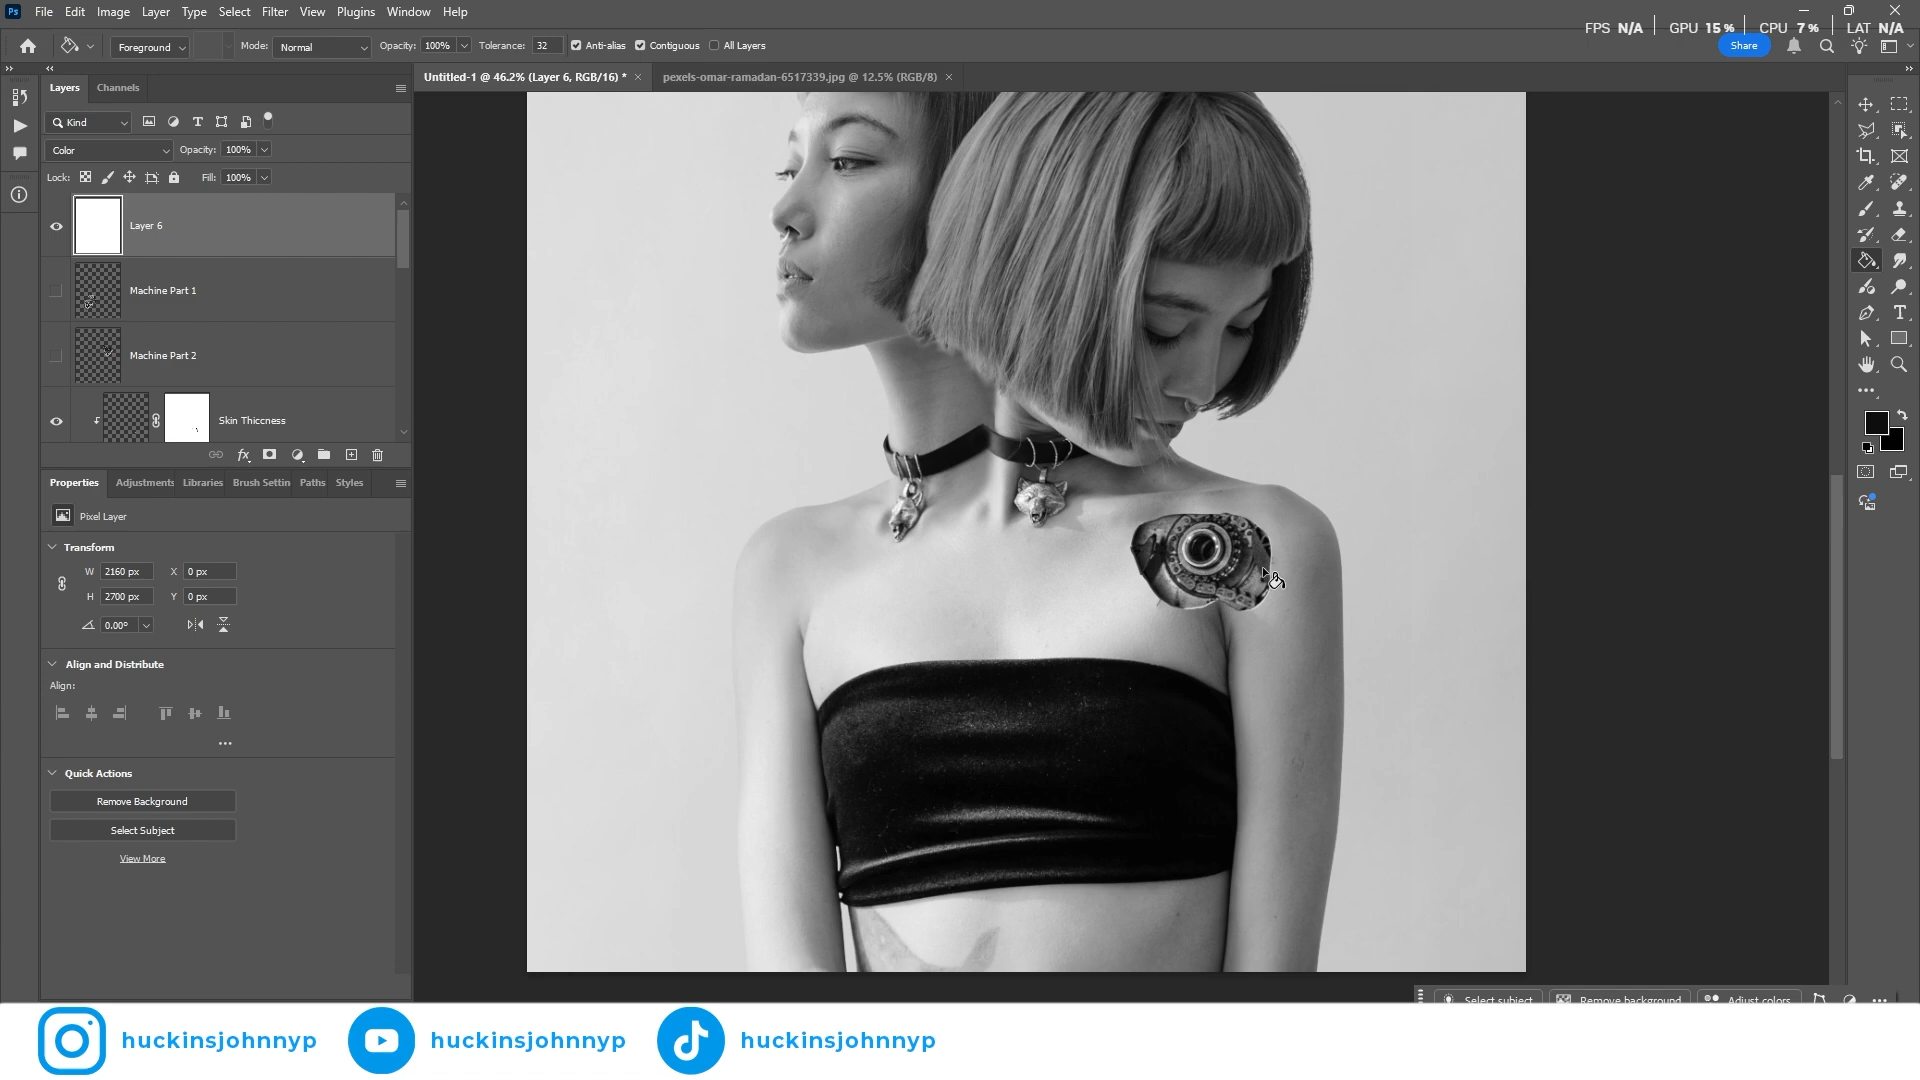 Ps File Edit Image Layer Type Select Filter View Plugins Window Help
FPS N/A GPU 15 % CPU 7 % LAT N/A
Foreground Mode: Normal Opacity: 100% Tolerance: 32 Anti-alias Contiguous All Layers Share
Untitled-1 @ 46.2% (Layer 6, RGB/16) * × pexels-omar-ramadan-6517339.jpg @ 12.5% (RGB/8) ×
Layers Channels
Kind
Color Opacity: 100%
Lock: Fill: 100%
Layer 6
Machine Part 1
Machine Part 2
Skin Thiccness
fx
Properties Adjustments Libraries Brush Settin Paths Styles
Pixel Layer
Transform
W 2160 px X 0 px
H 2700 px Y 0 px
0.00°
Align and Distribute
Align:
Quick Actions
Remove Background
Select Subject
View More
Select subject Remove background Adjust colors
huckinsjohnnyp huckinsjohnnyp huckinsjohnnyp